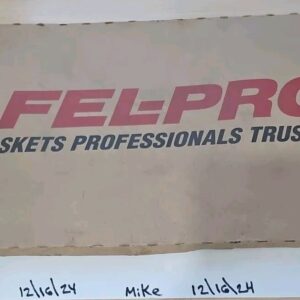 FEL-PRO
SKETS PROFESSIONALS TRUS
12/16/24 Mike 12/16/24